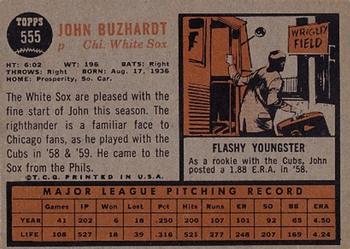 TOPPS
555
JOHN BUZHARDT
p Chi. White Sox
HT: 6:02 WT: 196 BATS: Right
THROWS: Right BORN: Aug. 17, 1936
HOME: Prosperity, So. Car.
The White Sox are pleased with the
fine start of John this season. The
righthander is a familiar face to
Chicago fans, as he played with the
Cubs in '58 & '59. He came to the
Sox from the Phils.
©T.C.G. PRINTED IN U.S.A.
WRIGLEY
FIELD
FLASHY YOUNGSTER
As a rookie with the Cubs, John
posted a 1.88 E.R.A. in '58.
MAJOR LEAGUE PITCHING RECORD
Games IP Won Lost Pct. Hits R ER SO BB ERA
YEAR 41 202 6 18 .250 200 107 101 92 65 4.50
LIFE 108 527 18 39 .316 547 269 248 247 188 4.24